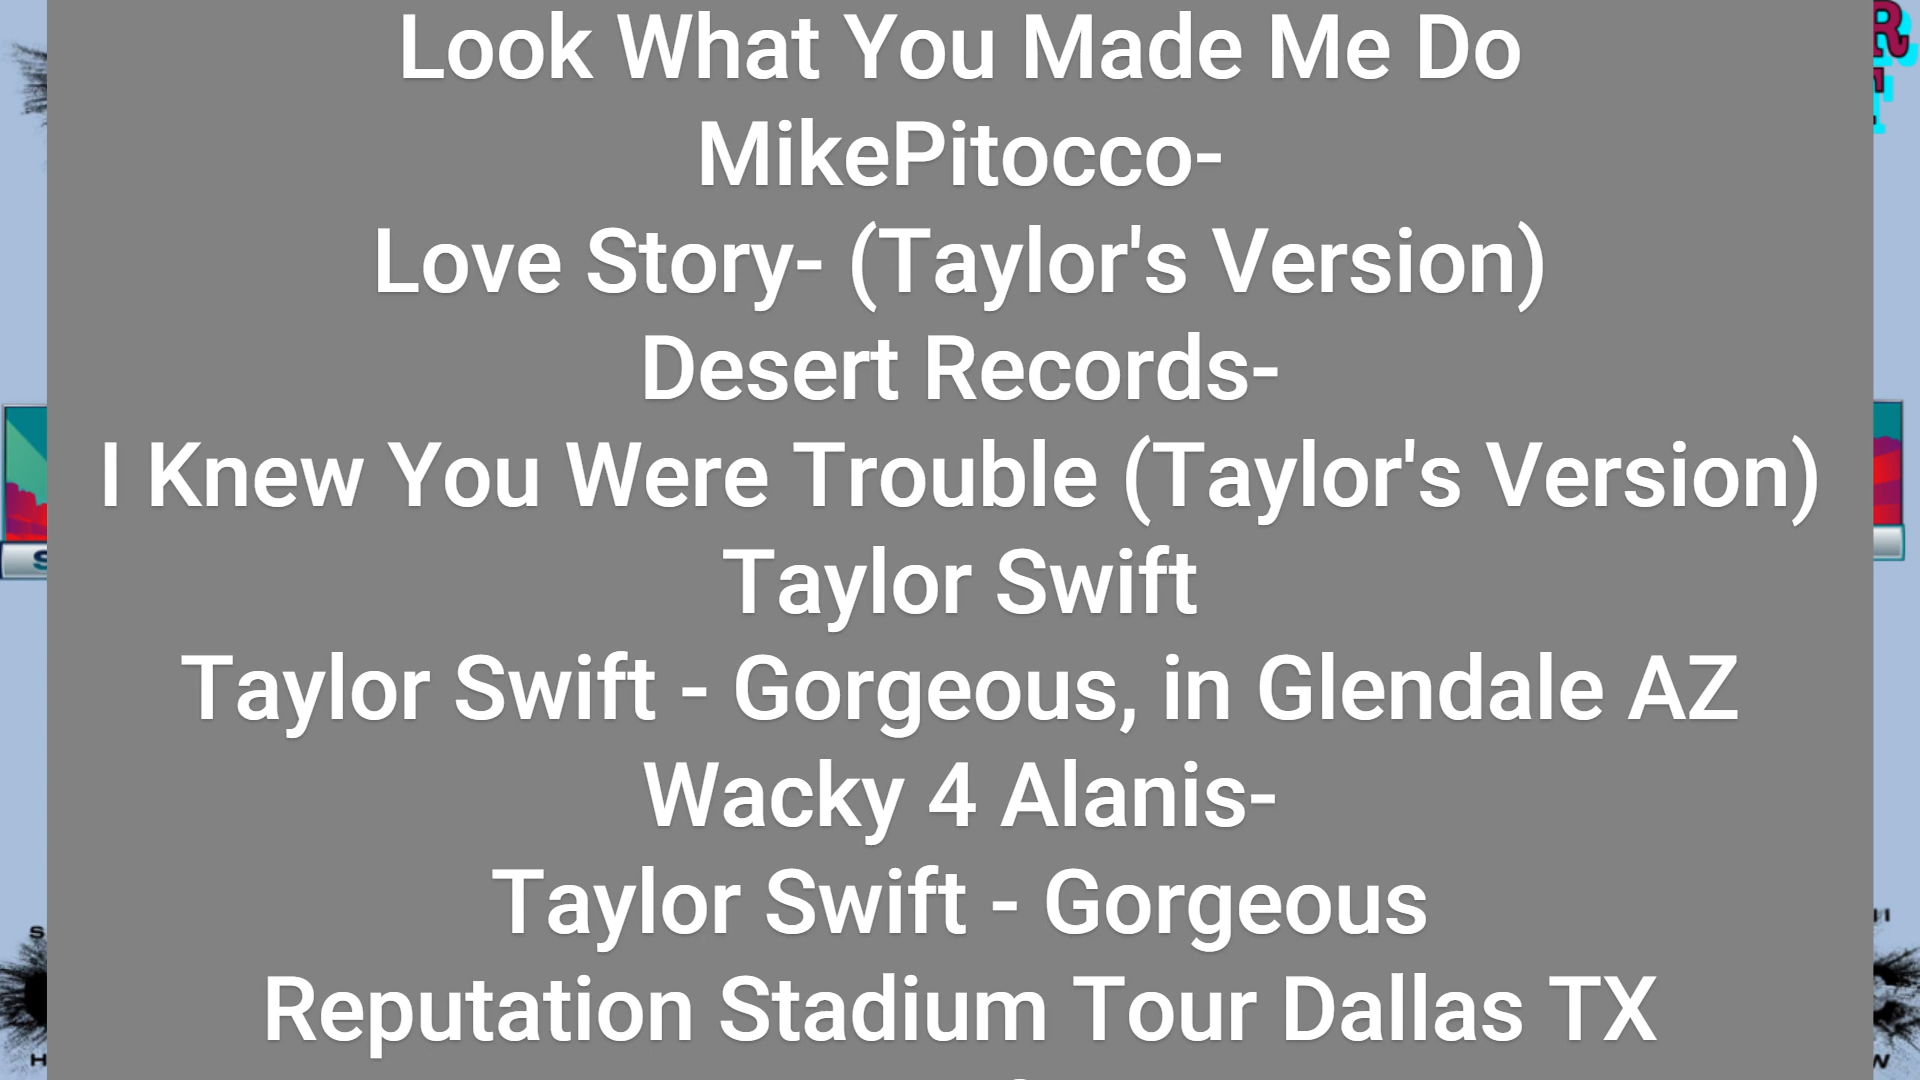 Look What You Made Me Do
MikePitocco-
Love Story- (Taylor's Version)
Desert Records-
I Knew You Were Trouble (Taylor's Version)
Taylor Swift
Taylor Swift - Gorgeous, in Glendale AZ
Wacky 4 Alanis-
Taylor Swift - Gorgeous
Reputation Stadium Tour Dallas TX